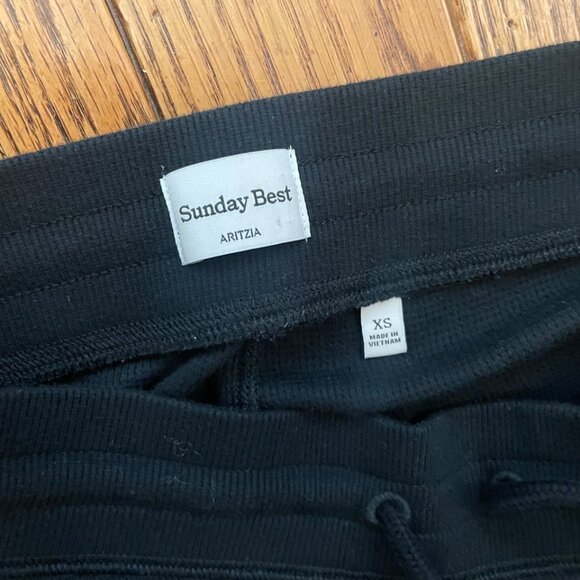 Sunday Best
ARITZIA
XS
MADE IN
VIETNAM